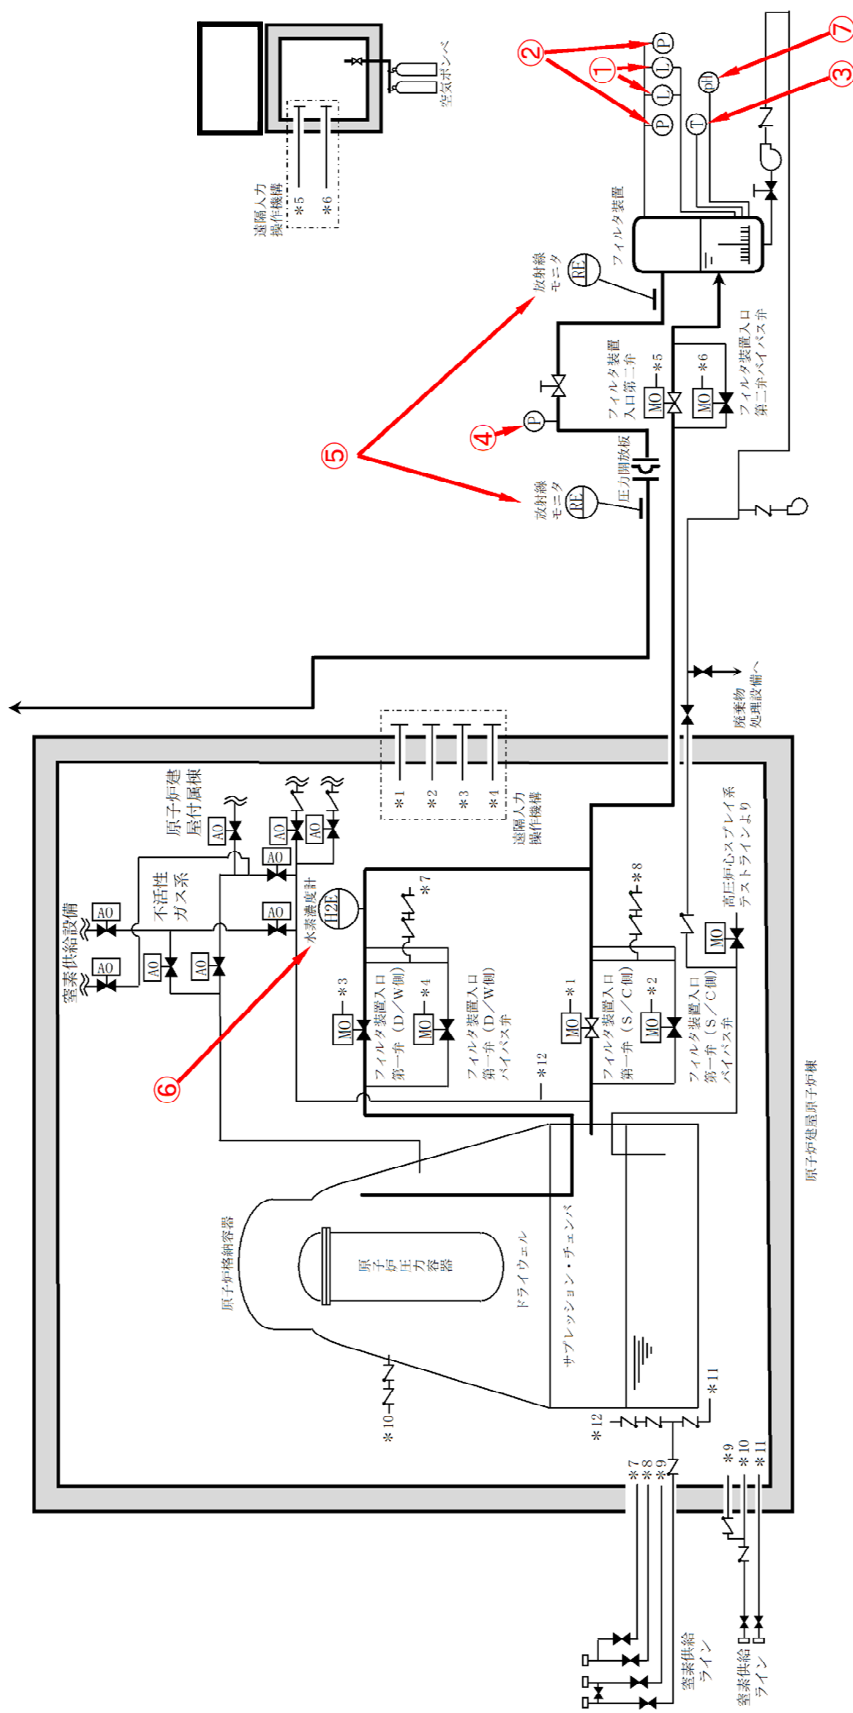 空気ボンベ
遠隔人力
操作機構
*5
*6
②
①
⑦
③
P
L
L
P
pH
T
フィルタ装置
放射線
モニタ
RE
⑤
④
P
フィルタ装置
入口第二弁
MO
*5
MO
*6
フィルタ装置入口
第二弁バイパス弁
圧力開放板
放射線
モニタ
RE
廃棄物
処理設備へ
遠隔人力
操作機構
*1
*2
*3
*4
原子炉建
屋付属棟
不活性
ガス系
窒素供給設備
AO
AO
AO
AO
AO
AO
AO
AO
AO
水素濃度計
H2E
⑥
*7
MO
*3
フィルタ装置入口
第一弁(D/W側)
MO
*4
フィルタ装置入口
第一弁(D/W側)
バイパス弁
*8
MO
*1
フィルタ装置入口
第一弁(S/C側)
MO
*2
フィルタ装置入口
第一弁(S/C側)
バイパス弁
*12
MO
高圧炉心スプレイ系
テストラインより
原子炉建屋原子炉棟
原子炉格納容器
原子炉
圧力
容器
ドライウェル
サプレッション・チェンバ
*10
*12
*11
*7
*8
*9
*9
*10
*11
窒素供給
ライン
窒素供給
ライン